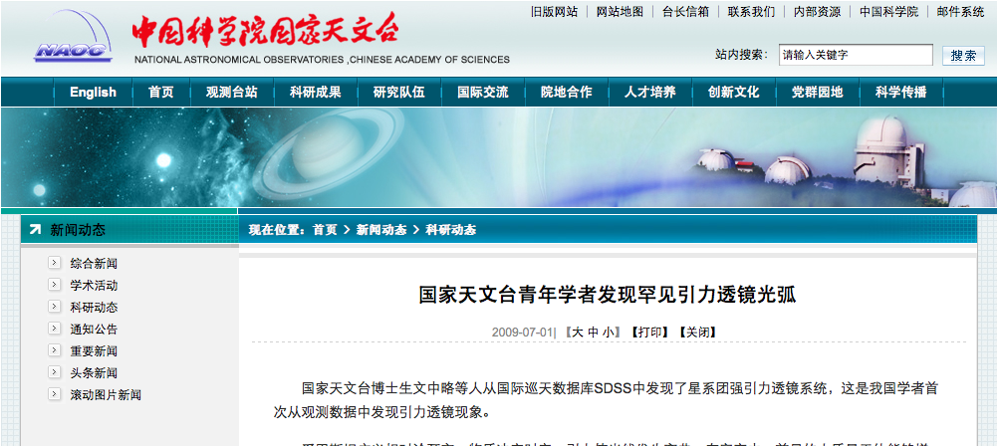 旧版网站 | 网站地图 | 台长信箱 | 联系我们 | 内部资源 | 中国科学院 | 邮件系统
NAOC
中国科学院国家天文台
NATIONAL ASTRONOMICAL OBSERVATORIES ,CHINESE ACADEMY OF SCIENCES
站内搜索： 请输入关键字 搜索
English 首页 观测台站 科研成果 研究队伍 国际交流 院地合作 人才培养 创新文化 党群园地 科学传播
新闻动态
现在位置：首页 > 新闻动态 > 科研动态
综合新闻
学术活动
科研动态
通知公告
重要新闻
头条新闻
滚动图片新闻
国家天文台青年学者发现罕见引力透镜光弧
2009-07-01| 【大 中 小】【打印】【关闭】
国家天文台博士生文中略等人从国际巡天数据库SDSS中发现了星系团强引力透镜系统，这是我国学者首
次从观测数据中发现引力透镜现象。